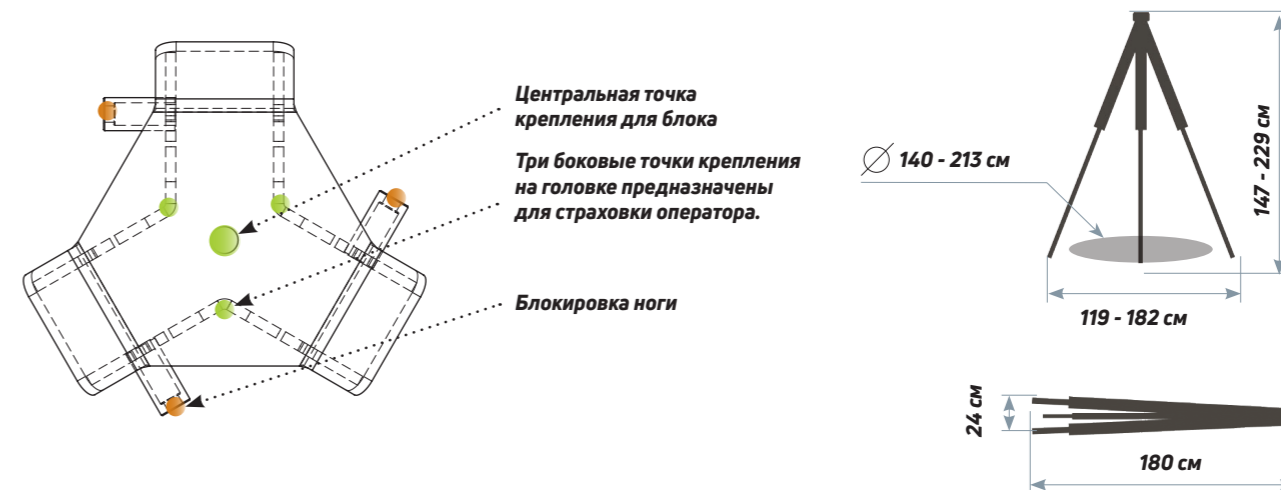 Центральная точка
крепления для блока
Три боковые точки крепления
на головке предназначены
для страховки оператора.
Блокировка ноги
140 - 213 см
147 - 229 см
119 - 182 см
24 см
180 см